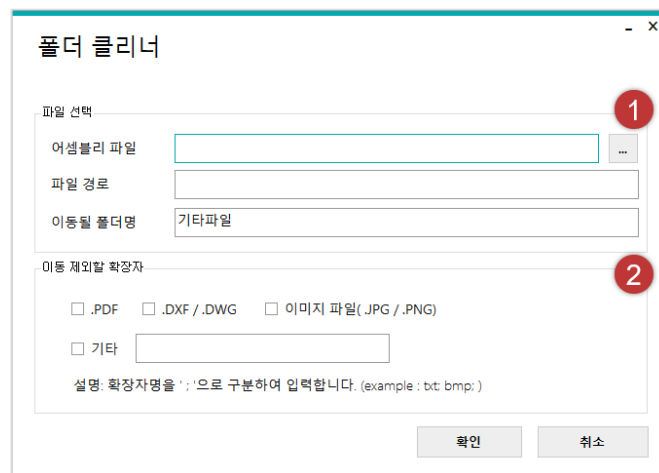 폴더 클리너
파일 선택
1
어셈블리 파일
...
파일 경로
이동될 폴더명
기타파일
이동 제외할 확장자
2
.PDF .DXF / .DWG 이미지 파일( .JPG / .PNG)
기타
설명: 확장자명을 ' ; '으로 구분하여 입력합니다. (example : txt; bmp; )
확인 취소